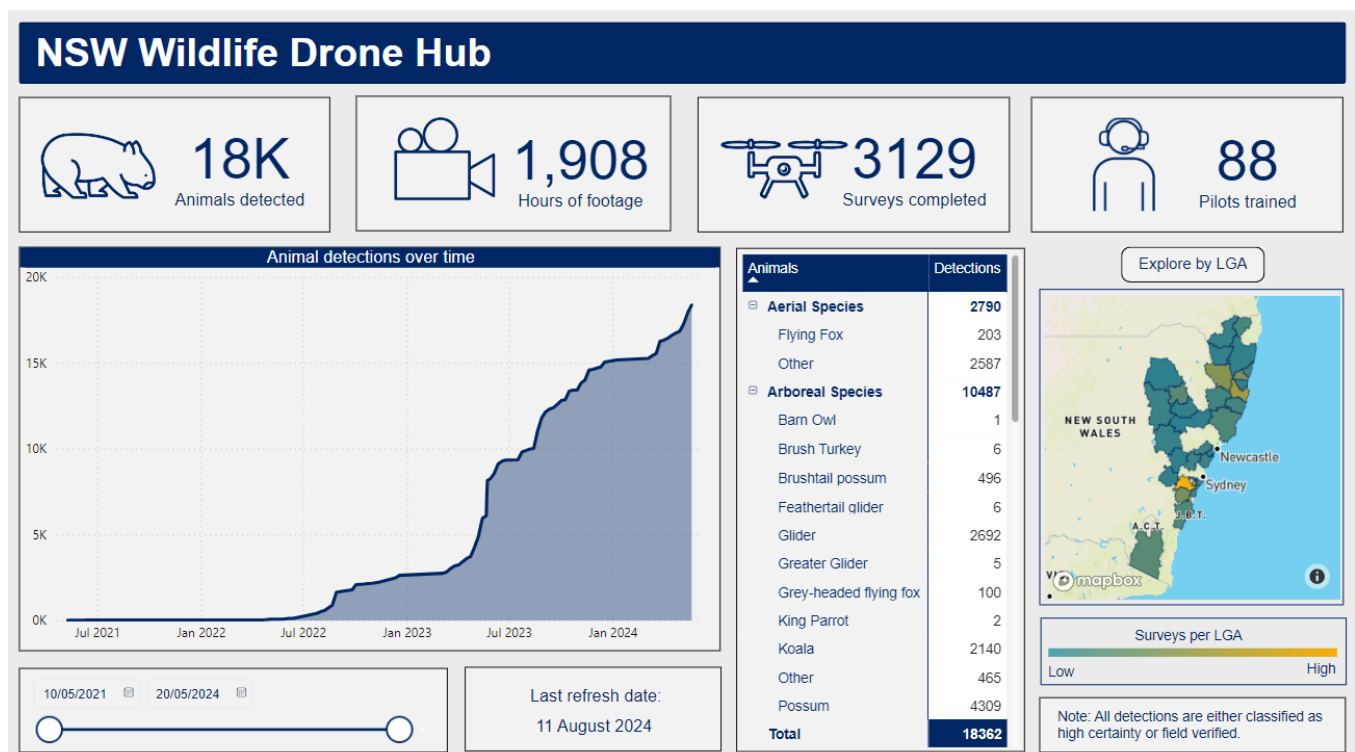 NSW Wildlife Drone Hub
18K
Animals detected
1,908
Hours of footage
3129
Surveys completed
88
Pilots trained
Animal detections over time
20K
15K
10K
5K
0K
Jul 2021
Jan 2022
Jul 2022
Jan 2023
Jul 2023
Jan 2024
10/05/2021
20/05/2024
Last refresh date:
11 August 2024
Animals Detections
Aerial Species 2790
Flying Fox 203
Other 2587
Arboreal Species 10487
Barn Owl 1
Brush Turkey 6
Brushtail possum 496
Feathertail glider 6
Glider 2692
Greater Glider 5
Grey-headed flying fox 100
King Parrot 2
Koala 2140
Other 465
Possum 4309
Total 18362
Explore by LGA
NEW SOUTH
WALES
Newcastle
Sydney
J.B.T.
A.C.T.
mapbox
Surveys per LGA
Low
High
Note: All detections are either classified as
high certainty or field verified.